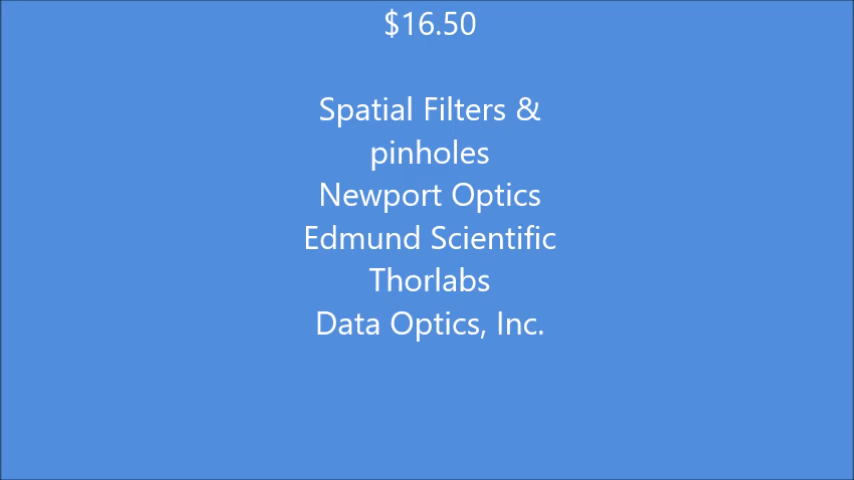 $16.50
Spatial Filters &
pinholes
Newport Optics
Edmund Scientific
Thorlabs
Data Optics, Inc.